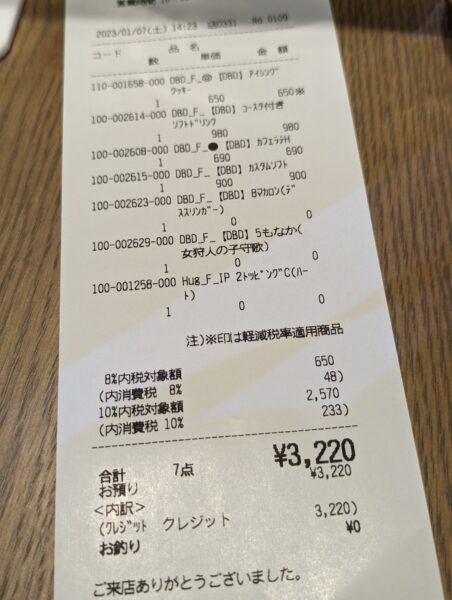 2023/01/07(土) 14:23 No 0109
コード 品 名
数 単価 金 額
110-001658-000 DBD_F_@【DBD】アイシング
クッキー
1 650 650※
100-002614-000 DBD_F_【DBD】コースタ付き
ソフトドリンク
1 980 980
100-002608-000 DBD_F_●【DBD】カフェラテH
1 690 690
100-002615-000 DBD_F_【DBD】カスタムソフト
1 900 900
100-002623-000 DBD_F_【DBD】8マカロン(デ
ススリンガー)
1 0 0
100-002629-000 DBD_F_【DBD】5もなか(
女狩人の子守歌)
1 0 0
100-001258-000 Hug_F_IP 2トッピングC(ハー
ト)
1 0 0
注)※印は軽減税率適用商品
8%内税対象額 650
(内消費税 8% 48)
10%内税対象額 2,570
(内消費税 10% 233)
合計 7点 ¥3,220
お預り ¥3,220
<内訳>
(クレジット クレジット 3,220)
お釣り ¥0
ご来店ありがとうございました。